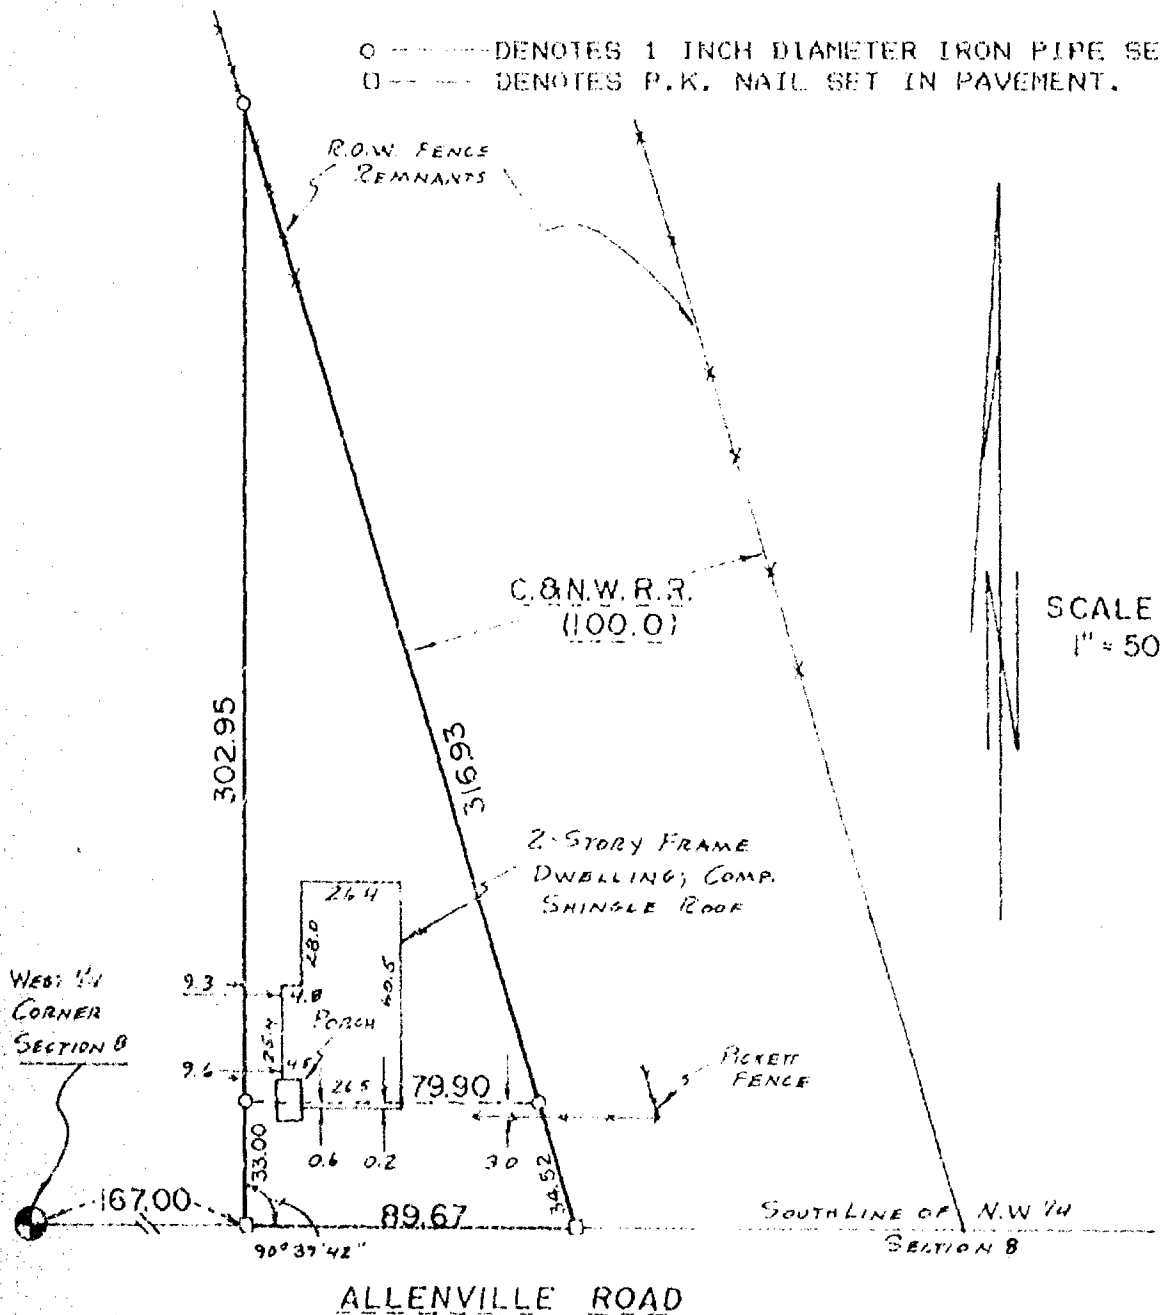 DENOTES 1 INCH DIAMETER IRON PIPE SE
DENOTES P.K. NAIL SET IN PAVEMENT.
R.O.W. FENCE
REMNANTS
C.&N.W. R.R.
(100.0)
SCALE
1" = 50
302.95
316.93
2-STORY FRAME
DWELLING; COMP.
SHINGLE ROOF
26.4
28.0
40.5
WEST 1/4
CORNER
SECTION 8
9.3
4.8
PORCH
25.4
9.6
4.5
26.5
79.90
PICKETT
FENCE
33.00
0.6
0.2
3.0
34.52
167.00
89.67
90°37'42"
SOUTH LINE OF N.W 1/4
SECTION 8
ALLENVILLE ROAD